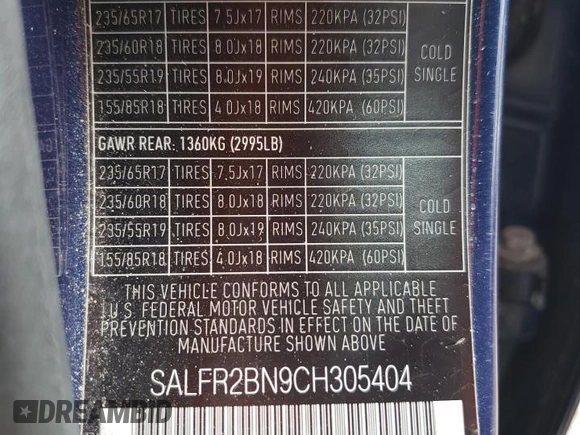 235/65R17 TIRES 7.5Jx17 RIMS 220KPA (32PSI)
235/60R18 TIRES 8.0Jx18 RIMS 220KPA (32PSI)
235/55R19 TIRES 8.0Jx19 RIMS 240KPA (35PSI)
155/85R18 TIRES 4.0Jx18 RIMS 420KPA (60PSI)
COLD
SINGLE
GAWR REAR: 1360KG (2995LB)
235/65R17 TIRES 7.5Jx17 RIMS 220KPA (32PSI)
235/60R18 TIRES 8.0Jx18 RIMS 220KPA (32PSI)
235/55R19 TIRES 8.0Jx19 RIMS 240KPA (35PSI)
155/85R18 TIRES 4.0Jx18 RIMS 420KPA (60PSI)
COLD
SINGLE
THIS VEHICLE CONFORMS TO ALL APPLICABLE
U.S. FEDERAL MOTOR VEHICLE SAFETY AND THEFT
PREVENTION STANDARDS IN EFFECT ON THE DATE OF
MANUFACTURE SHOWN ABOVE
SALFR2BN9CH305404
DREAMBID